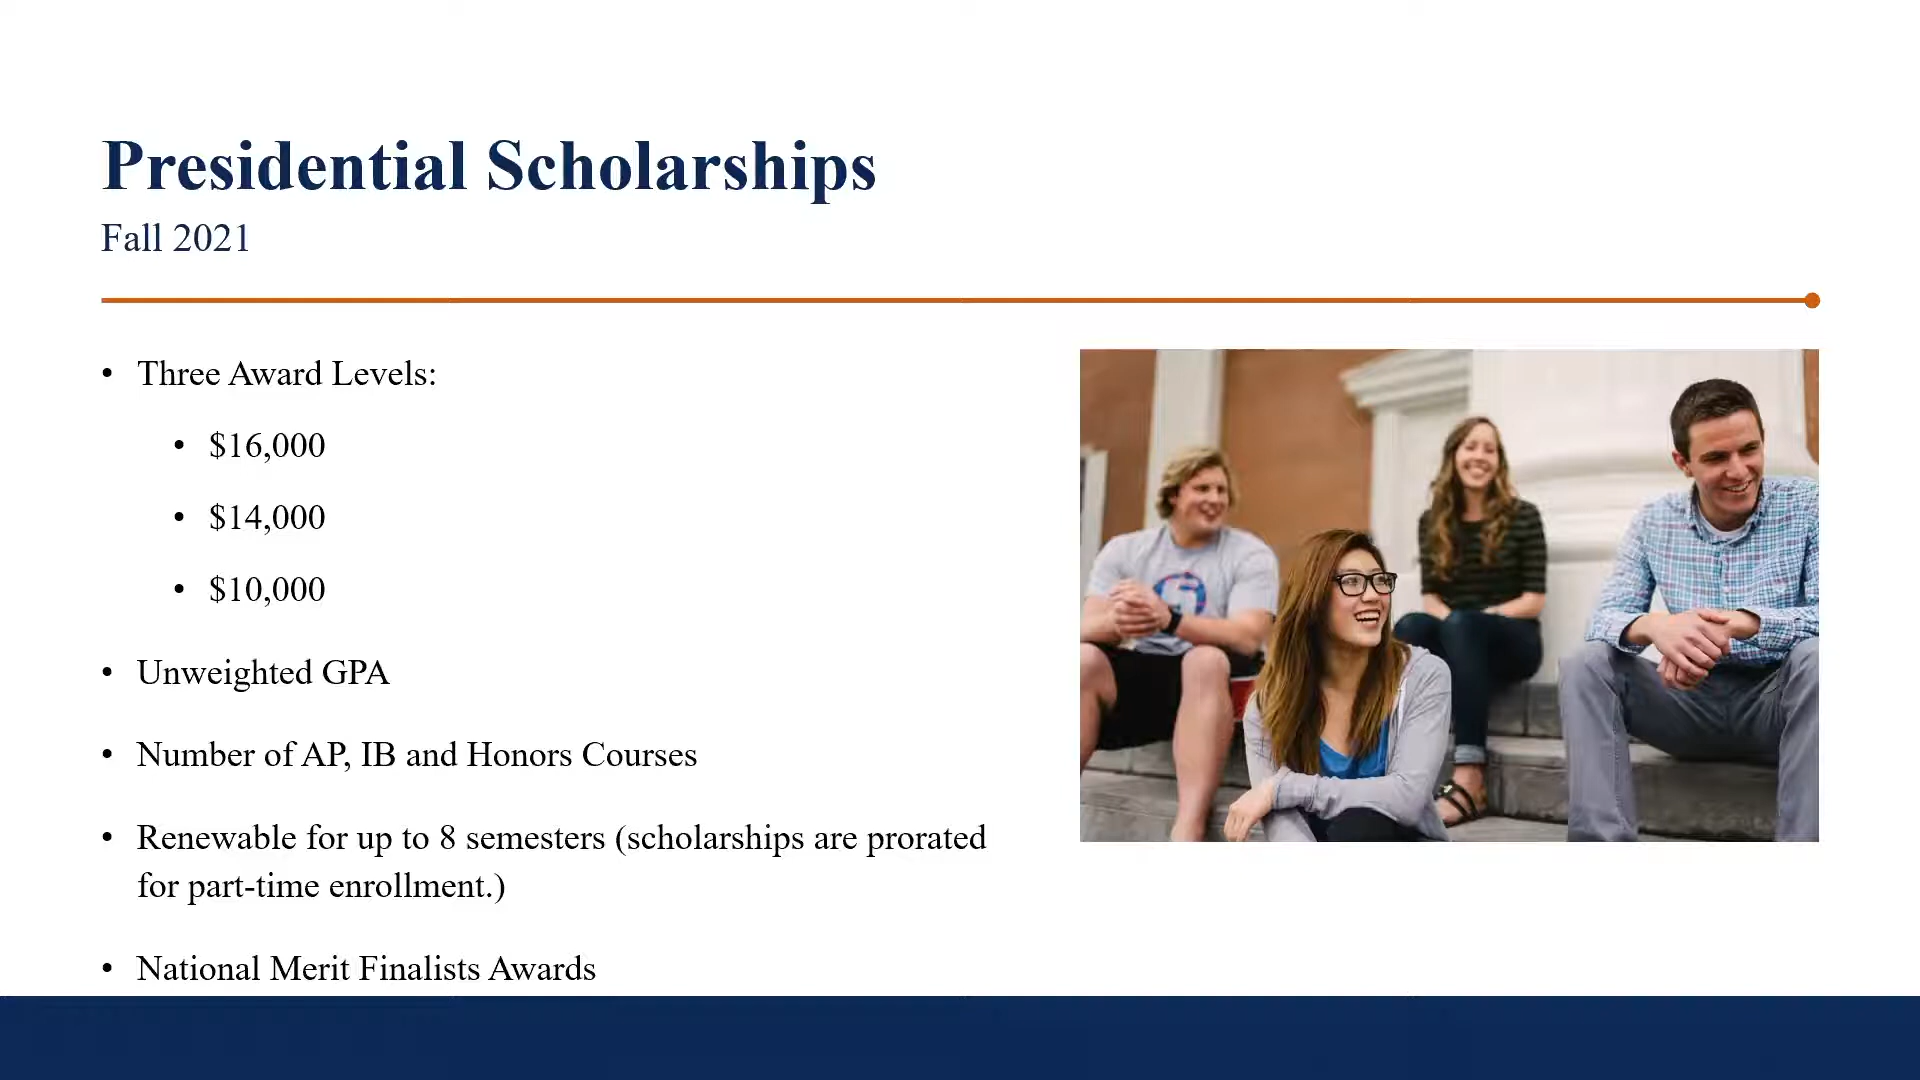 Presidential Scholarships
Fall 2021
• Three Award Levels:
• $16,000
• $14,000
• $10,000
• Unweighted GPA
• Number of AP, IB and Honors Courses
• Renewable for up to 8 semesters (scholarships are prorated
for part-time enrollment.)
• National Merit Finalists Awards